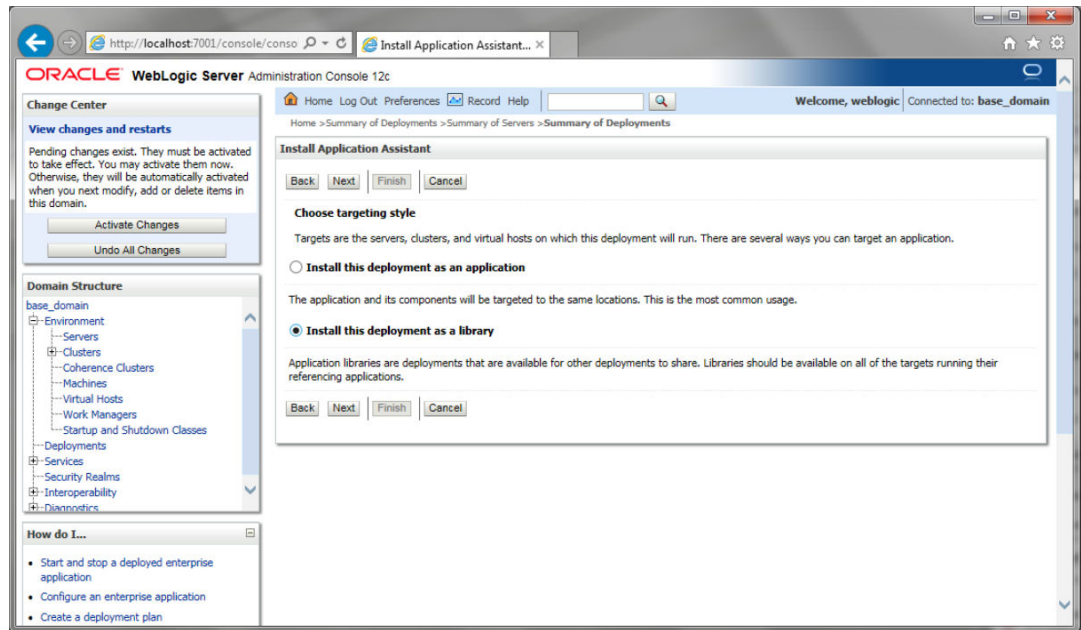 http://localhost:7001/console/conso
Install Application Assistant...
ORACLE WebLogic Server Administration Console 12c
Change Center
View changes and restarts
Pending changes exist. They must be activated
to take effect. You may activate them now.
Otherwise, they will be automatically activated
when you next modify, add or delete items in
this domain.
Activate Changes
Undo All Changes
Domain Structure
base_domain
Environment
Servers
Clusters
Coherence Clusters
Machines
Virtual Hosts
Work Managers
Startup and Shutdown Classes
Deployments
Services
Security Realms
Interoperability
Diagnostics
How do I...
Start and stop a deployed enterprise
application
Configure an enterprise application
Create a deployment plan
Home Log Out Preferences Record Help
Welcome, weblogic Connected to: base_domain
Home >Summary of Deployments >Summary of Servers >Summary of Deployments
Install Application Assistant
Back Next Finish Cancel
Choose targeting style
Targets are the servers, clusters, and virtual hosts on which this deployment will run. There are several ways you can target an application.
Install this deployment as an application
The application and its components will be targeted to the same locations. This is the most common usage.
Install this deployment as a library
Application libraries are deployments that are available for other deployments to share. Libraries should be available on all of the targets running their
referencing applications.
Back Next Finish Cancel